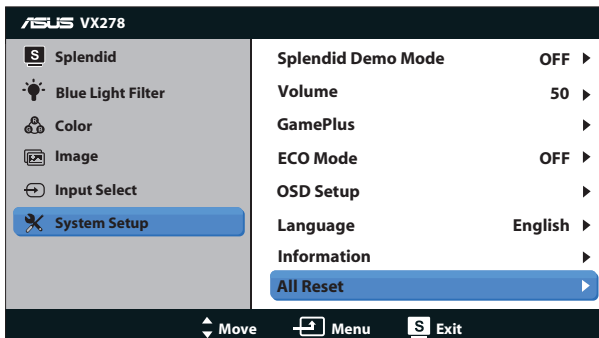 ASUS VX278
S Splendid
Blue Light Filter
R G B Color
Image
Input Select
System Setup
Splendid Demo Mode OFF
Volume 50
GamePlus
ECO Mode OFF
OSD Setup
Language English
Information
All Reset
Move Menu S Exit